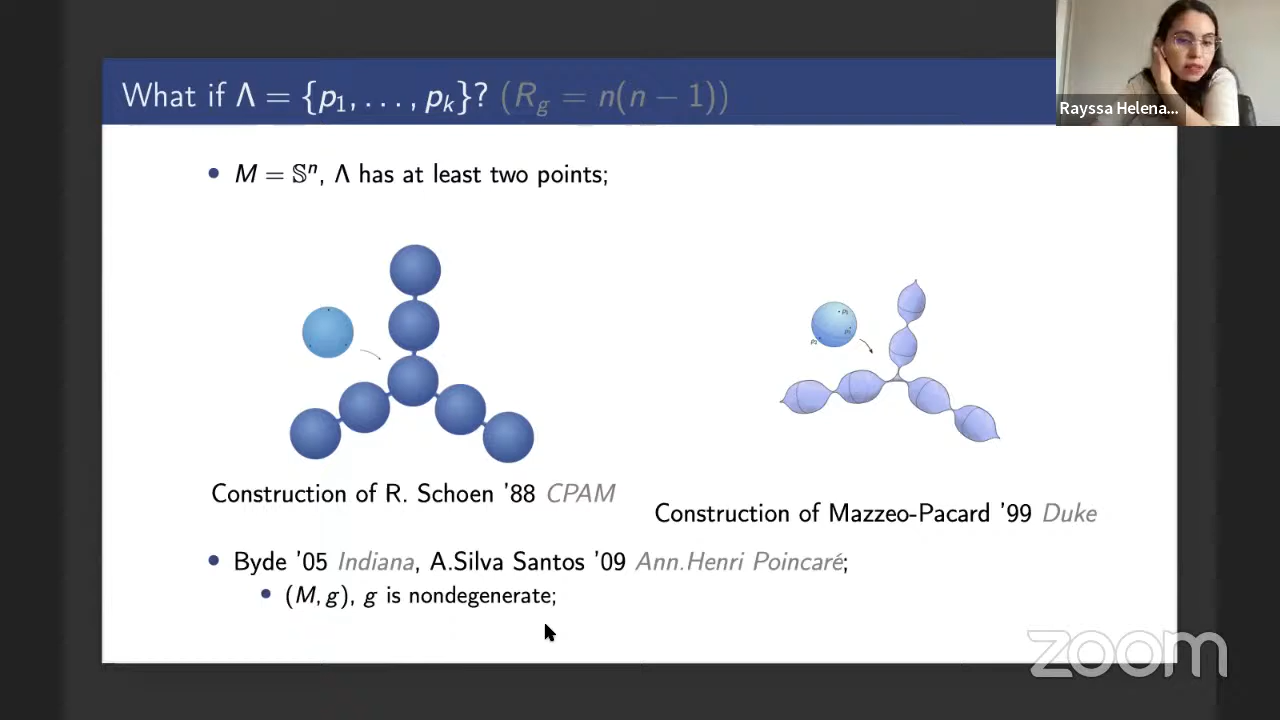 What if Λ = {p₁, . . . , pₖ}? (R_g = n(n − 1))
Rayssa Helena...
M = 𝕊ⁿ, Λ has at least two points;
Construction of R. Schoen '88 CPAM
Construction of Mazzeo-Pacard '99 Duke
Byde '05 Indiana, A.Silva Santos '09 Ann.Henri Poincaré;
(M, g), g is nondegenerate;
zoom